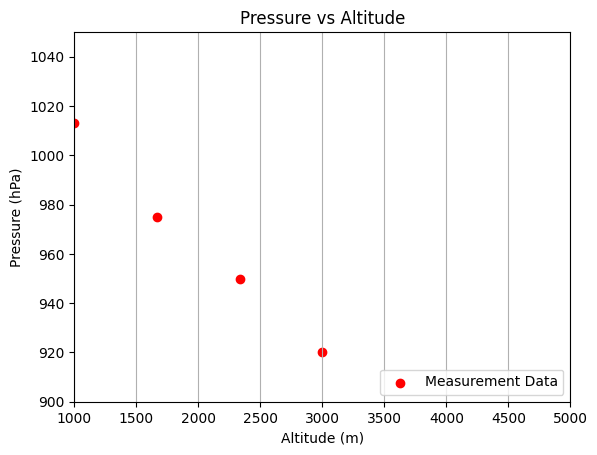 Pressure vs Altitude
1040
1020
1000
980
960
940
920
900
Pressure (hPa)
Measurement Data
1000 1500 2000 2500 3000 3500 4000 4500 5000
Altitude (m)